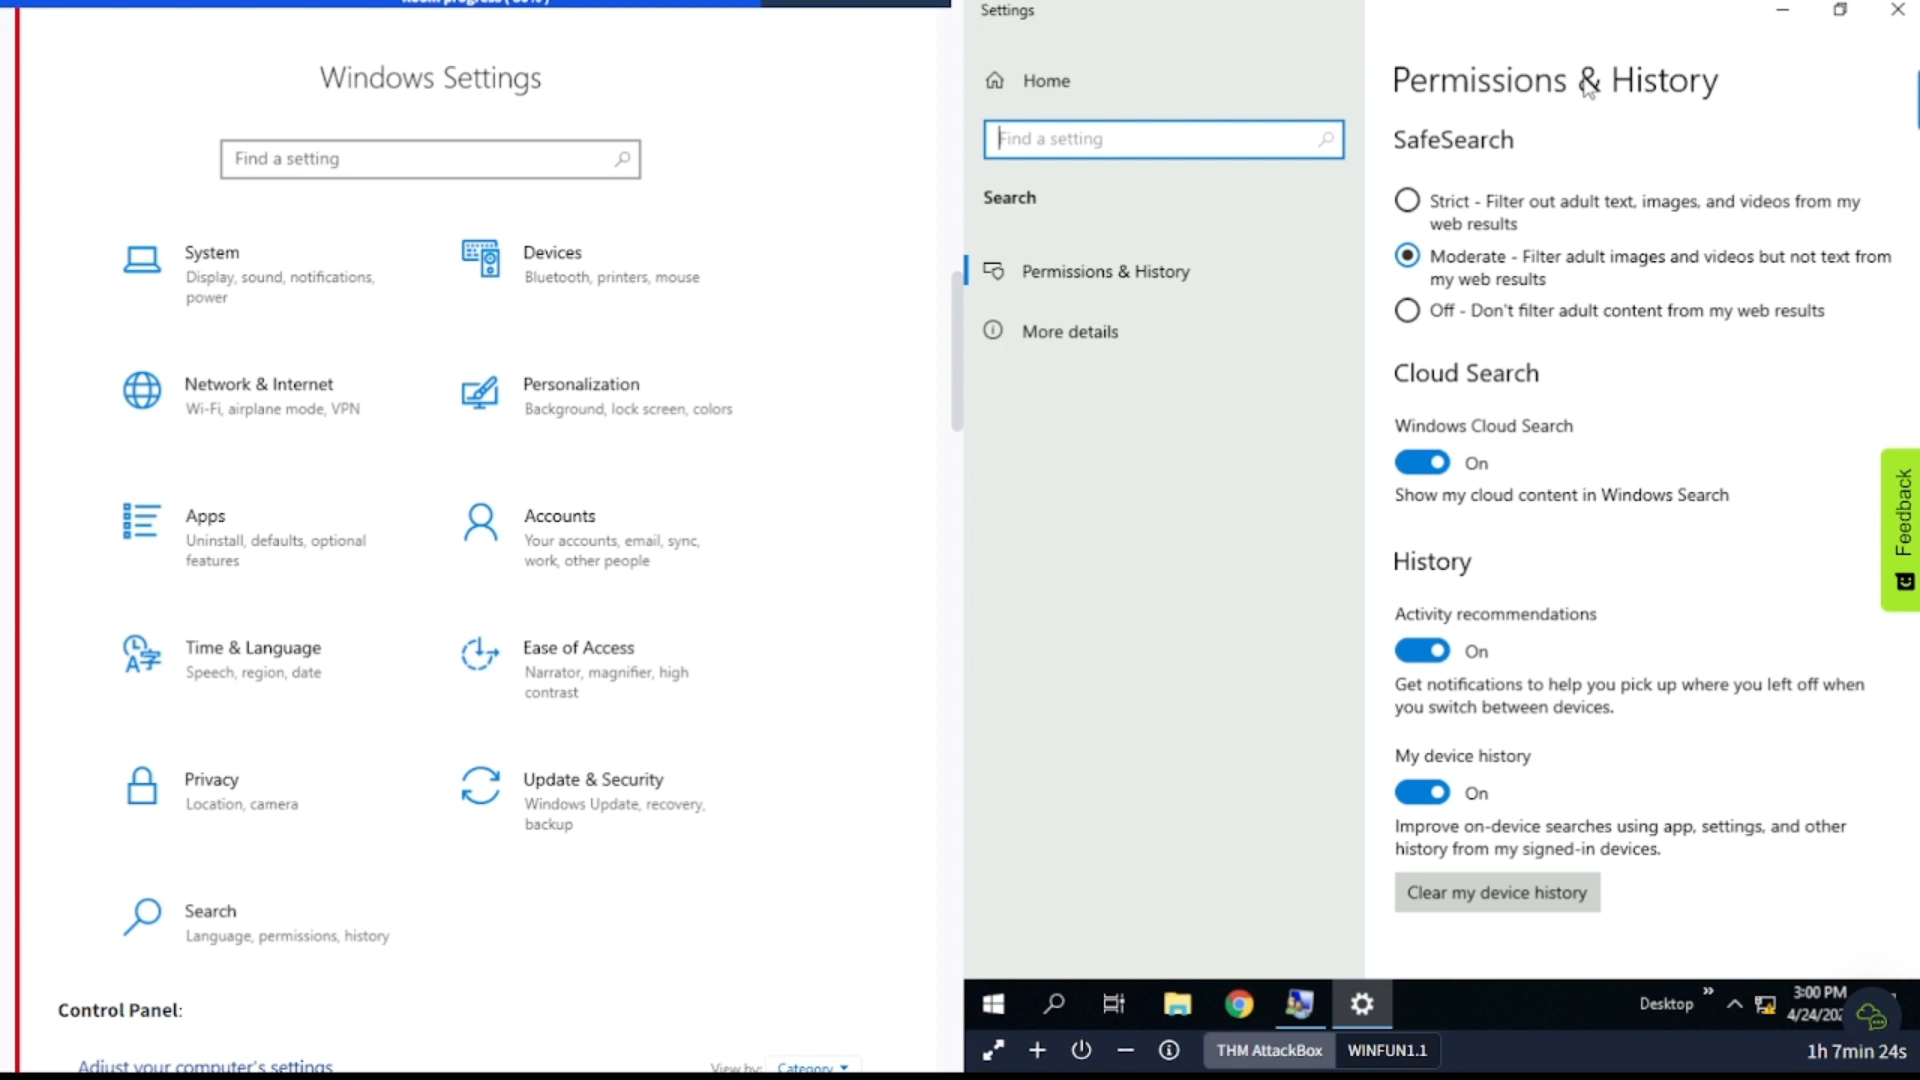 Room progress ( 80% )
Windows Settings
Find a setting
System
Display, sound, notifications,
power
Devices
Bluetooth, printers, mouse
Network & Internet
Wi-Fi, airplane mode, VPN
Personalization
Background, lock screen, colors
Apps
Uninstall, defaults, optional
features
Accounts
Your accounts, email, sync,
work, other people
Time & Language
Speech, region, date
Ease of Access
Narrator, magnifier, high
contrast
Privacy
Location, camera
Update & Security
Windows Update, recovery,
backup
Search
Language, permissions, history
Control Panel:
Adjust your computer's settings
View by: Category
Settings
Home
Find a setting
Search
Permissions & History
More details
Permissions & History
SafeSearch
Strict - Filter out adult text, images, and videos from my
web results
Moderate - Filter adult images and videos but not text from
my web results
Off - Don't filter adult content from my web results
Cloud Search
Windows Cloud Search
On
Show my cloud content in Windows Search
History
Activity recommendations
On
Get notifications to help you pick up where you left off when
you switch between devices.
My device history
On
Improve on-device searches using app, settings, and other
history from my signed-in devices.
Clear my device history
Feedback
Desktop
3:00 PM
4/24/202
THM AttackBox
WINFUN1.1
1h 7min 24s